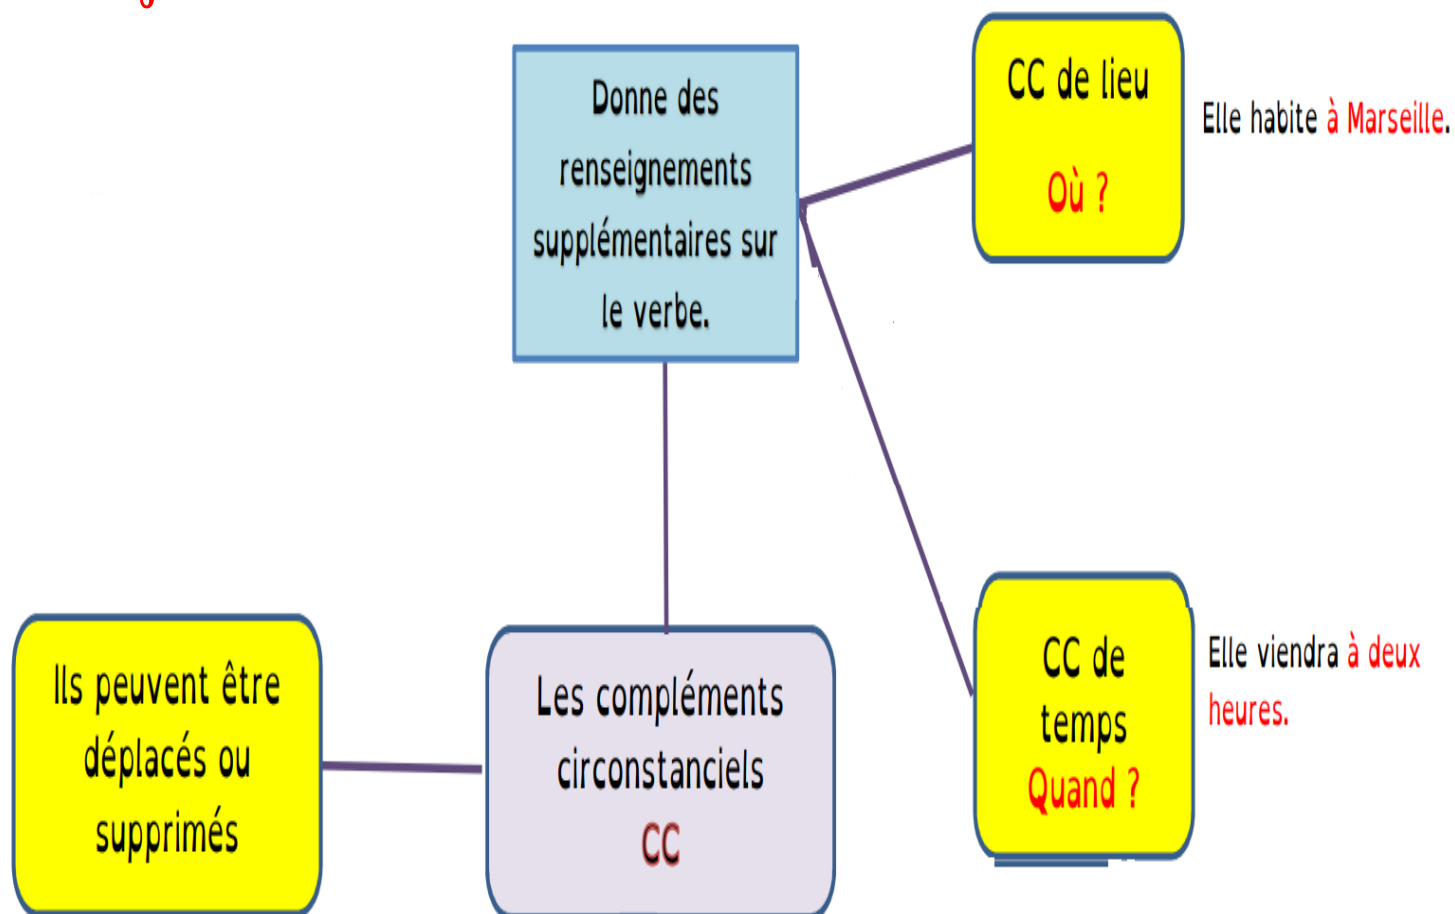 Donne des
renseignements
supplémentaires sur
le verbe.
CC de lieu
Où ?
Elle habite à Marseille.
Ils peuvent être
déplacés ou
supprimés
Les compléments
circonstanciels
CC
CC de
temps
Quand ?
Elle viendra à deux
heures.